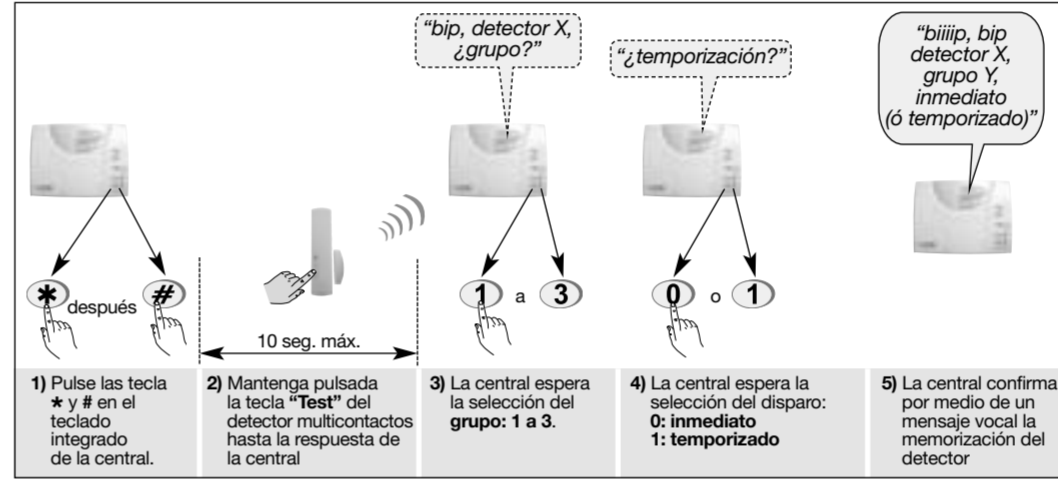 “bip, detector X,
¿grupo?”
“¿temporización?”
“biiiip, bip
detector X,
grupo Y,
inmediato
(ó temporizado)”
* después #
10 seg. máx.
1 a 3
0 o 1
1) Pulse las tecla
* y # en el
teclado
integrado
de la central.
2) Mantenga pulsada
la tecla “Test” del
detector multicontactos
hasta la respuesta de
la central
3) La central espera
la selección del
grupo: 1 a 3.
4) La central espera la
selección del disparo:
0: inmediato
1: temporizado
5) La central confirma
por medio de un
mensaje vocal la
memorización del
detector